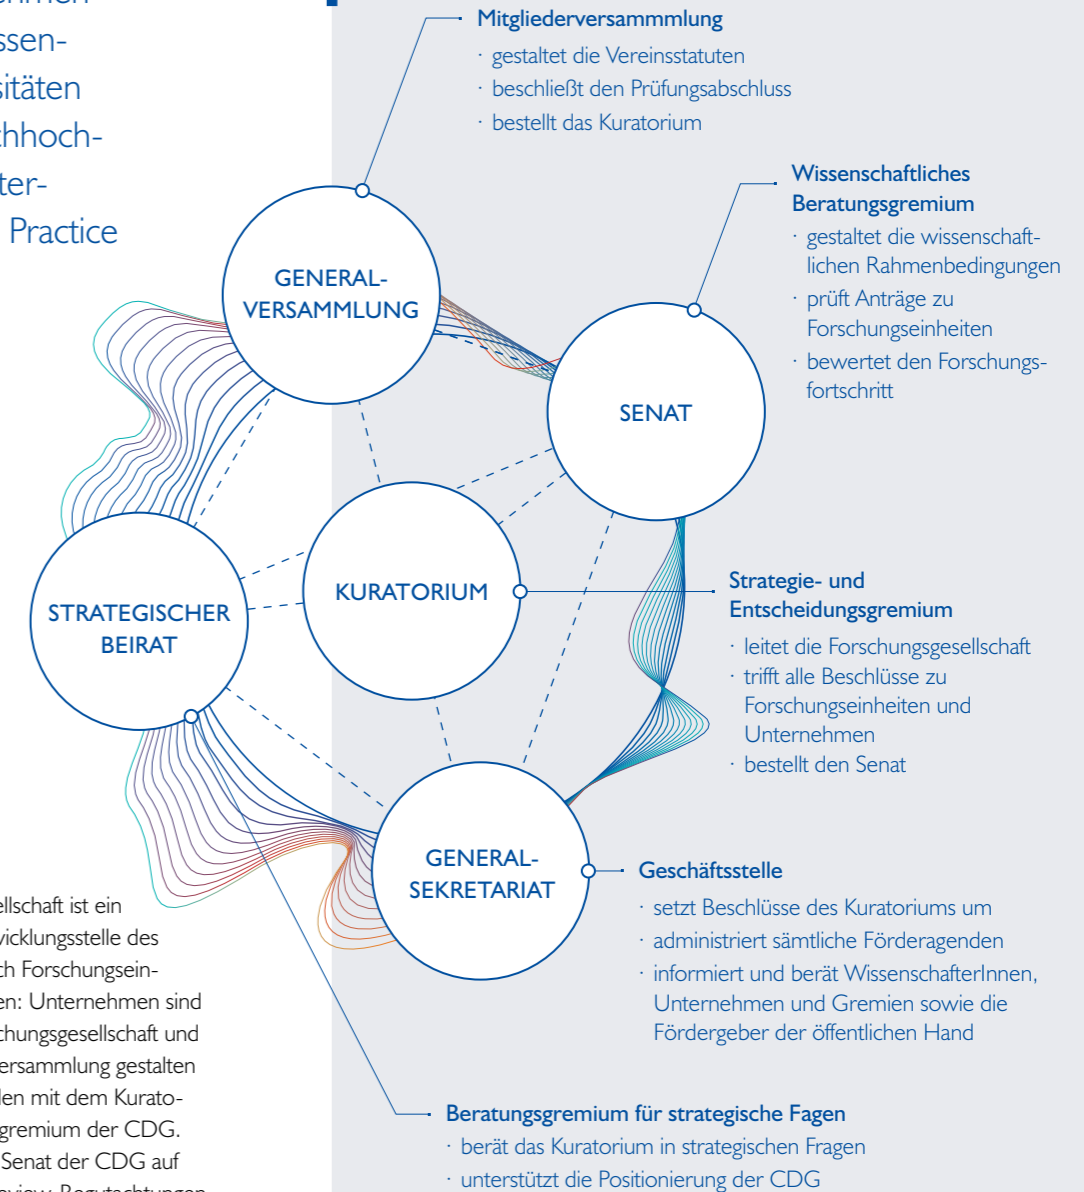 ssen-
sitäten
chhoch-
ter-
Practice
Mitgliederversammmlung
· gestaltet die Vereinsstatuten
· beschließt den Prüfungsabschluss
· bestellt das Kuratorium
Wissenschaftliches
Beratungsgremium
· gestaltet die wissenschaft-
lichen Rahmenbedingungen
· prüft Anträge zu
Forschungseinheiten
· bewertet den Forschungs-
fortschritt
GENERAL-
VERSAMMLUNG
SENAT
KURATORIUM
STRATEGISCHER
BEIRAT
Strategie- und
Entscheidungsgremium
· leitet die Forschungsgesellschaft
· trifft alle Beschlüsse zu
Forschungseinheiten und
Unternehmen
· bestellt den Senat
GENERAL-
SEKRETARIAT
Geschäftsstelle
· setzt Beschlüsse des Kuratoriums um
· administriert sämtliche Förderagenden
· informiert und berät WissenschafterInnen,
Unternehmen und Gremien sowie die
Fördergeber der öffentlichen Hand
ellschaft ist ein
vicklungsstelle des
ch Forschungsein-
en: Unternehmen sind
chungsgesellschaft und
ersammlung gestalten
den mit dem Kurato-
gremium der CDG.
Senat der CDG auf
Beratungsgremium für strategische Fagen
· berät das Kuratorium in strategischen Fragen
· unterstützt die Positionierung der CDG